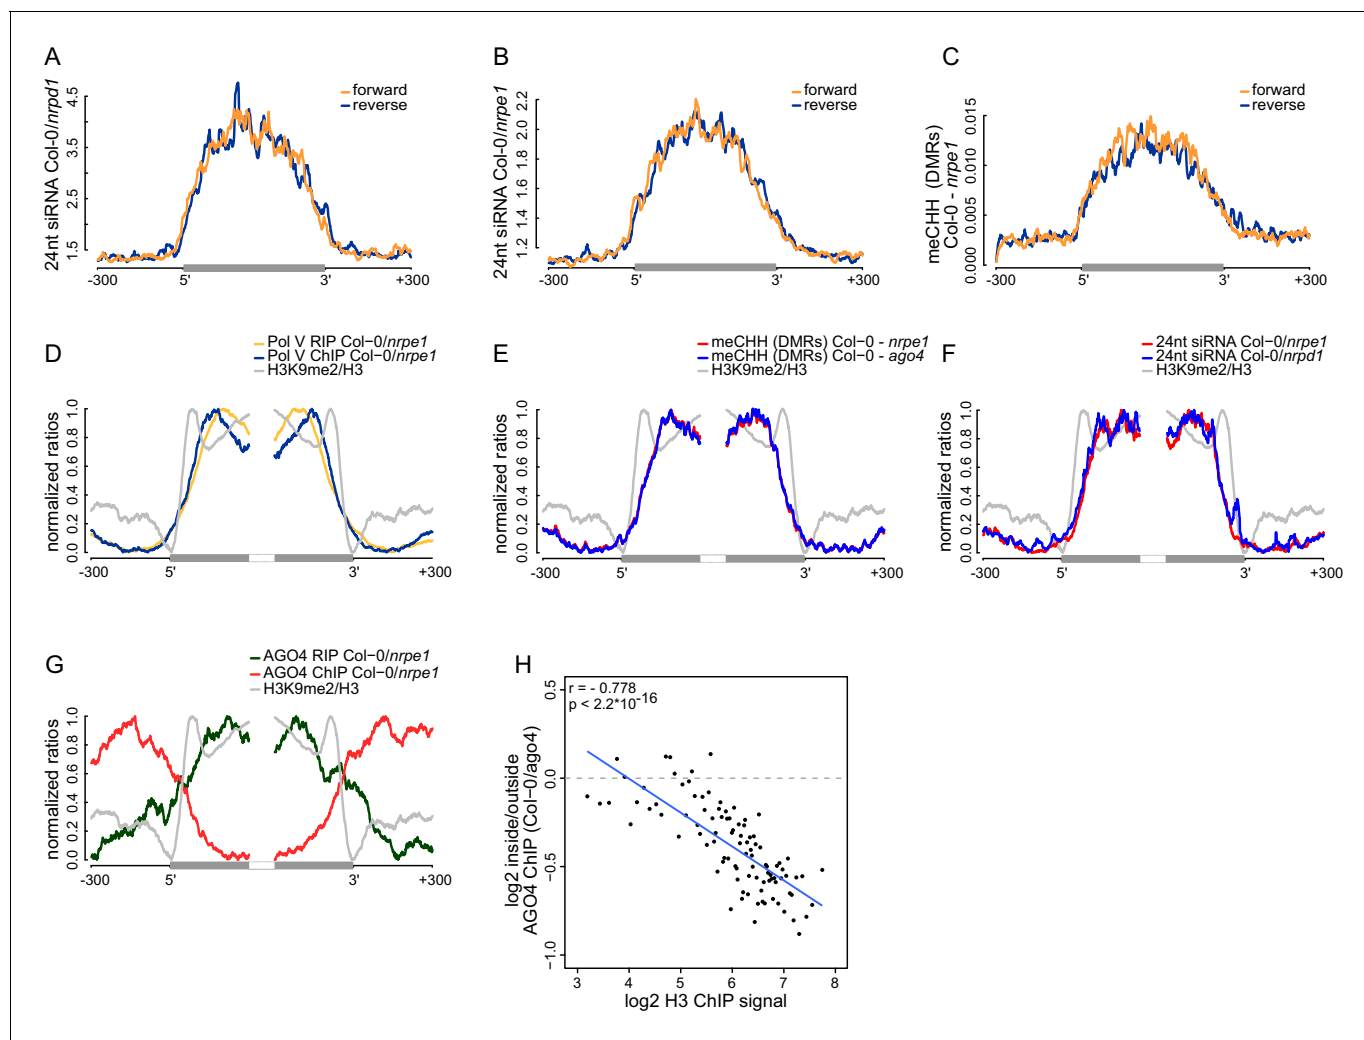 A
24nt siRNA Col-0/nrpd1
forward
reverse
4.5
3.5
2.5
1.5
-300
5'
3'
+300
B
24nt siRNA Col-0/nrpe1
forward
reverse
2.2
2.0
1.8
1.6
1.4
1.2
-300
5'
3'
+300
C
meCHH (DMRs)
Col-0 - nrpe1
forward
reverse
0.015
0.010
0.005
0.000
-300
5'
3'
+300
D
Pol V RIP Col−0/nrpe1
Pol V ChIP Col−0/nrpe1
H3K9me2/H3
normalized ratios
1.0
0.8
0.6
0.4
0.2
0.0
-300
5'
3'
+300
E
meCHH (DMRs) Col-0 - nrpe1
meCHH (DMRs) Col-0 - ago4
H3K9me2/H3
normalized ratios
1.0
0.8
0.6
0.4
0.2
0.0
-300
5'
3'
+300
F
24nt siRNA Col-0/nrpe1
24nt siRNA Col-0/nrpd1
H3K9me2/H3
normalized ratios
1.0
0.8
0.6
0.4
0.2
0.0
-300
5'
3'
+300
G
AGO4 RIP Col−0/nrpe1
AGO4 ChIP Col−0/nrpe1
H3K9me2/H3
normalized ratios
1.0
0.8
0.6
0.4
0.2
0.0
-300
5'
3'
+300
H
r = - 0.778
p < 2.2*10-16
log2 inside/outside
AGO4 ChIP (Col−0/ago4)
0.5
0.0
−0.5
−1.0
3 4 5 6 7 8
log2 H3 ChIP signal